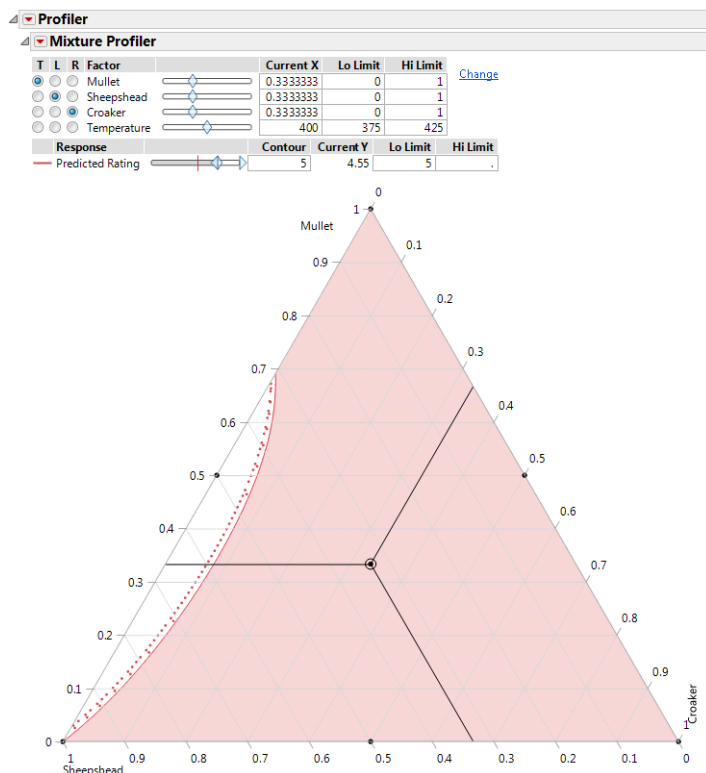 Profiler
Mixture Profiler
T L R Factor Current X Lo Limit Hi Limit
Mullet 0.3333333 0 1 Change
Sheepshead 0.3333333 0 1
Croaker 0.3333333 0 1
Temperature 400 375 425
Response Contour Current Y Lo Limit Hi Limit
Predicted Rating 5 4.55 5 .
0
1
Mullet
0.1
0.9
0.2
0.8
0.3
0.7
0.4
0.6
0.5
0.5
0.6
0.4
0.7
0.3
0.8
0.2
0.9
0.1
Croaker
1
0
1 0.9 0.8 0.7 0.6 0.5 0.4 0.3 0.2 0.1 0
Sheepshead